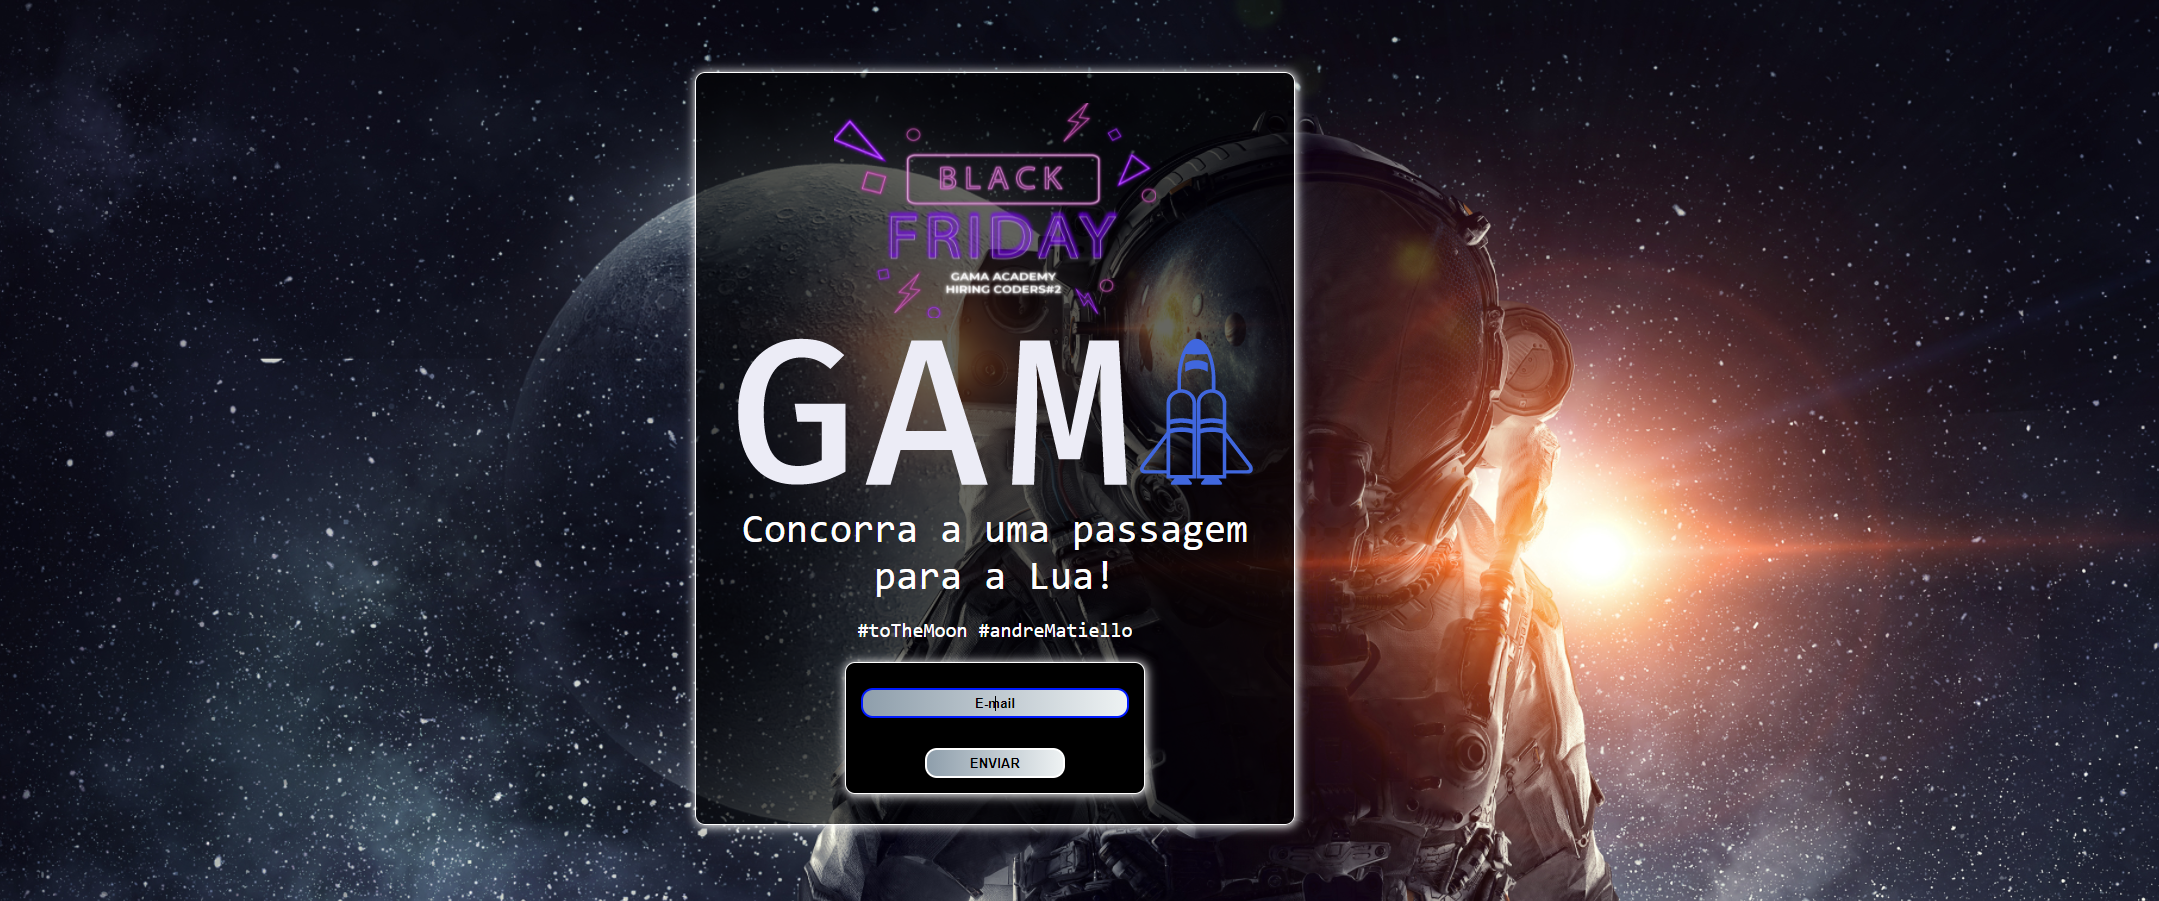 BLACK
FRIDAY
GAMA ACADEMY
HIRING CODERS#2
GAM
Concorra a uma passagem
para a Lua!
#toTheMoon #andreMatiello
E-mail
ENVIAR